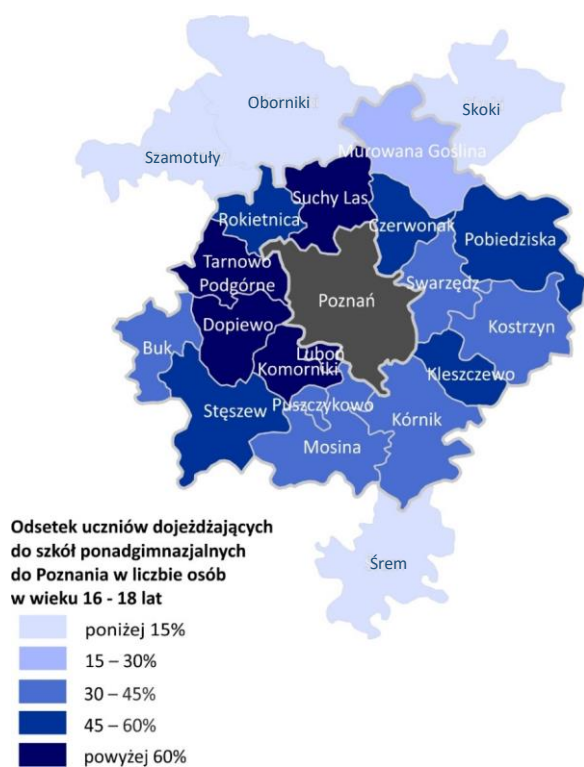 Oborniki
Skoki
Szamotuły
Murowana Goślina
Suchy Las
Rokietnica
Czerwonak
Pobiedziska
Tarnowo
Podgórne
Swarzędz
Poznań
Kostrzyn
Dopiewo
Buk
Luboń
Komorniki
Kleszczewo
Stęszew
Puszczykowo
Kórnik
Mosina
Śrem
Odsetek uczniów dojeżdżających
do szkół ponadgimnazjalnych
do Poznania w liczbie osób
w wieku 16 - 18 lat
poniżej 15%
15 – 30%
30 – 45%
45 – 60%
powyżej 60%